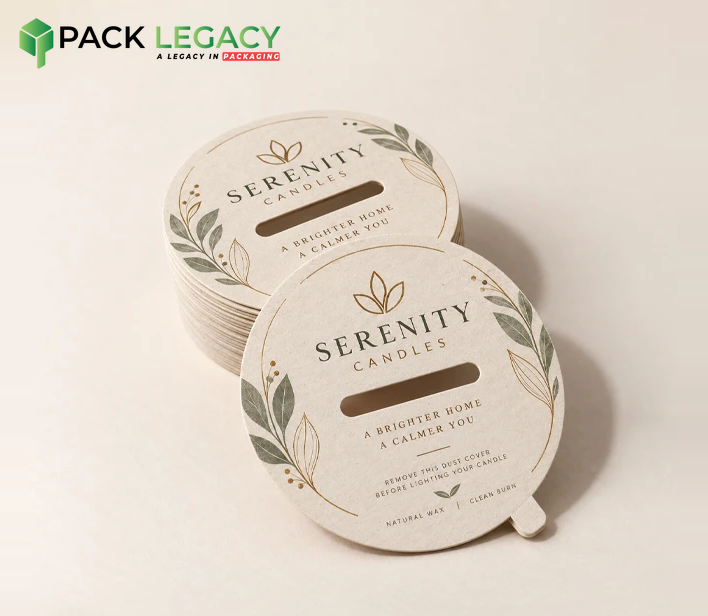 PACK LEGACY
A LEGACY IN PACKAGING
SERENITY
CANDLES
A BRIGHTER HOME
A CALMER YOU
SERENITY
CANDLES
A BRIGHTER HOME
A CALMER YOU
REMOVE THIS DUST COVER
BEFORE LIGHTING YOUR CANDLE
NATURAL WAX | CLEAN BURN